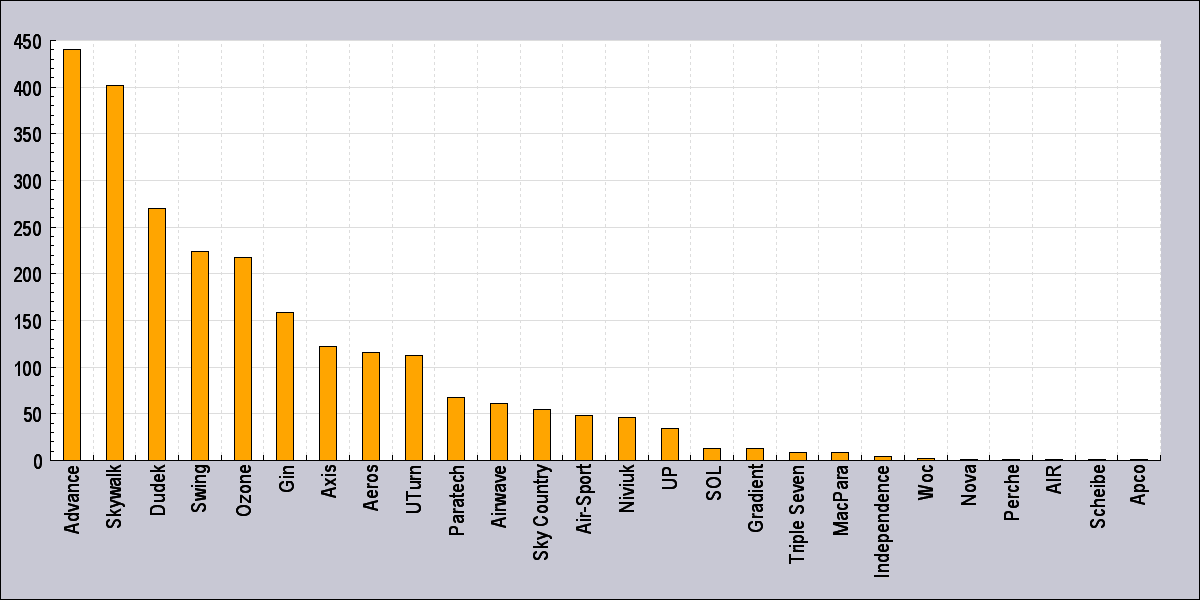 450
400
350
300
250
200
150
100
50
0
Advance
Skywalk
Dudek
Swing
Ozone
Gin
Axis
Aeros
UTurn
Paratech
Airwave
Sky Country
Air-Sport
Niviuk
UP
SOL
Gradient
Triple Seven
MacPara
Independence
Woc
Nova
Perche
AIR
Scheibe
Apco